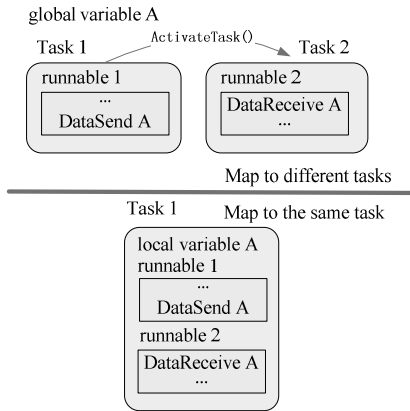 global variable A
ActivateTask()
Task 1
Task 2
runnable 1
...
DataSend A
runnable 2
DataReceive A
...
Map to different tasks
Task 1
Map to the same task
local variable A
runnable 1
...
DataSend A
runnable 2
DataReceive A
...